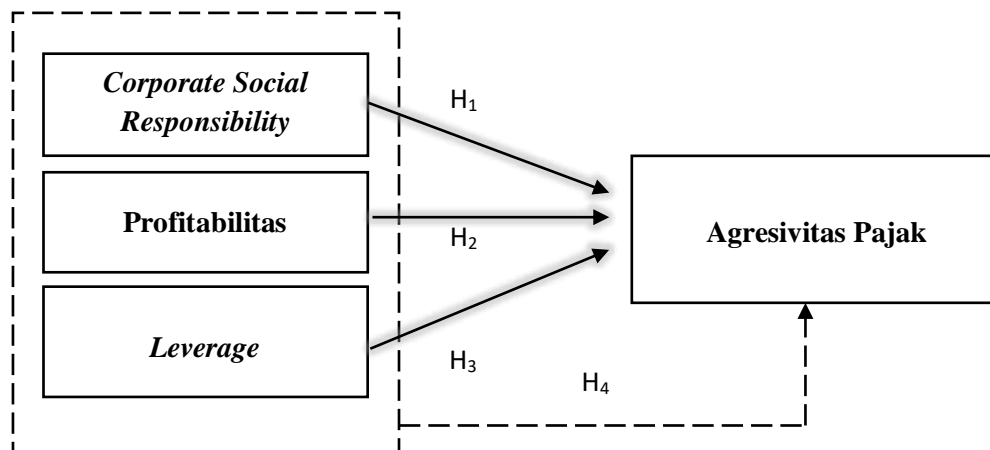 Corporate Social
Responsibility
H₁
Profitabilitas
H₂
Agresivitas Pajak
Leverage
H₃
H₄